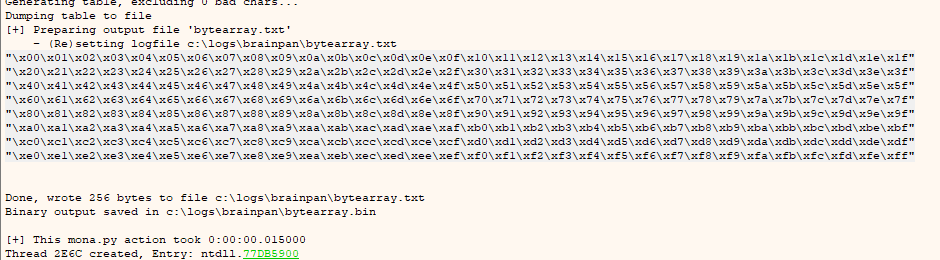 Generating table, excluding 0 bad chars...
Dumping table to file
[+] Preparing output file 'bytearray.txt'
    - (Re)setting logfile c:\logs\brainpan\bytearray.txt
"\x00\x01\x02\x03\x04\x05\x06\x07\x08\x09\x0a\x0b\x0c\x0d\x0e\x0f\x10\x11\x12\x13\x14\x15\x16\x17\x18\x19\x1a\x1b\x1c\x1d\x1e\x1f"
"\x20\x21\x22\x23\x24\x25\x26\x27\x28\x29\x2a\x2b\x2c\x2d\x2e\x2f\x30\x31\x32\x33\x34\x35\x36\x37\x38\x39\x3a\x3b\x3c\x3d\x3e\x3f"
"\x40\x41\x42\x43\x44\x45\x46\x47\x48\x49\x4a\x4b\x4c\x4d\x4e\x4f\x50\x51\x52\x53\x54\x55\x56\x57\x58\x59\x5a\x5b\x5c\x5d\x5e\x5f"
"\x60\x61\x62\x63\x64\x65\x66\x67\x68\x69\x6a\x6b\x6c\x6d\x6e\x6f\x70\x71\x72\x73\x74\x75\x76\x77\x78\x79\x7a\x7b\x7c\x7d\x7e\x7f"
"\x80\x81\x82\x83\x84\x85\x86\x87\x88\x89\x8a\x8b\x8c\x8d\x8e\x8f\x90\x91\x92\x93\x94\x95\x96\x97\x98\x99\x9a\x9b\x9c\x9d\x9e\x9f"
"\xa0\xa1\xa2\xa3\xa4\xa5\xa6\xa7\xa8\xa9\xaa\xab\xac\xad\xae\xaf\xb0\xb1\xb2\xb3\xb4\xb5\xb6\xb7\xb8\xb9\xba\xbb\xbc\xbd\xbe\xbf"
"\xc0\xc1\xc2\xc3\xc4\xc5\xc6\xc7\xc8\xc9\xca\xcb\xcc\xcd\xce\xcf\xd0\xd1\xd2\xd3\xd4\xd5\xd6\xd7\xd8\xd9\xda\xdb\xdc\xdd\xde\xdf"
"\xe0\xe1\xe2\xe3\xe4\xe5\xe6\xe7\xe8\xe9\xea\xeb\xec\xed\xee\xef\xf0\xf1\xf2\xf3\xf4\xf5\xf6\xf7\xf8\xf9\xfa\xfb\xfc\xfd\xfe\xff"
Done, wrote 256 bytes to file c:\logs\brainpan\bytearray.txt
Binary output saved in c:\logs\brainpan\bytearray.bin
[+] This mona.py action took 0:00:00.015000
Thread 2E6C created, Entry: ntdll.77DB5900